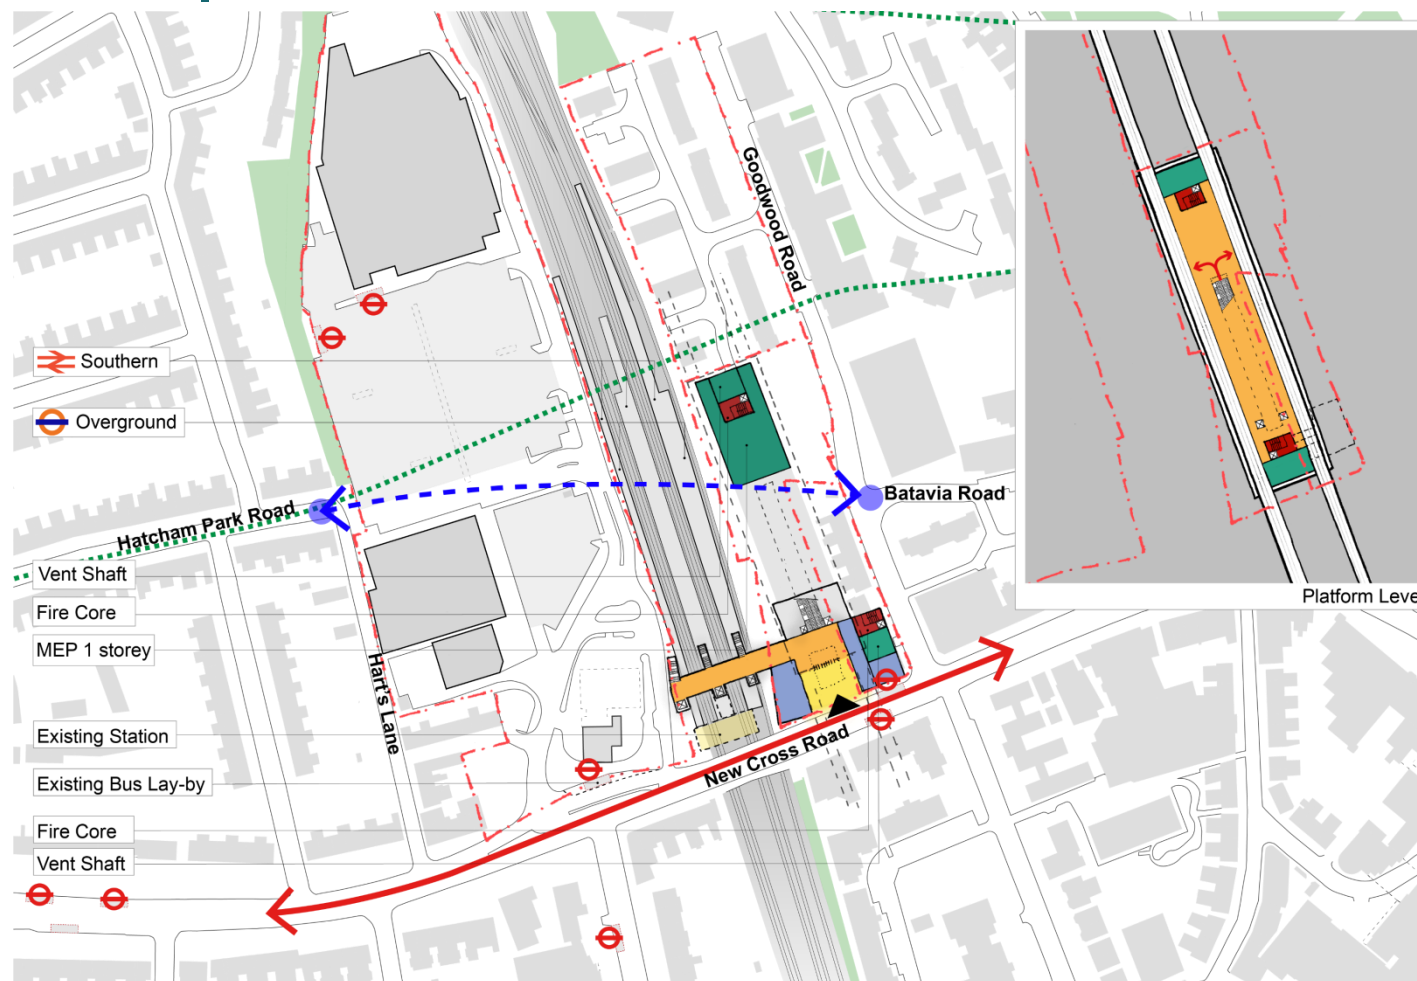 Goodwood Road
Southern
Overground
Batavia Road
Hatcham Park Road
Vent Shaft
Fire Core
MEP 1 storey
Hart's Lane
Existing Station
New Cross Road
Existing Bus Lay-by
Fire Core
Vent Shaft
Platform Leve